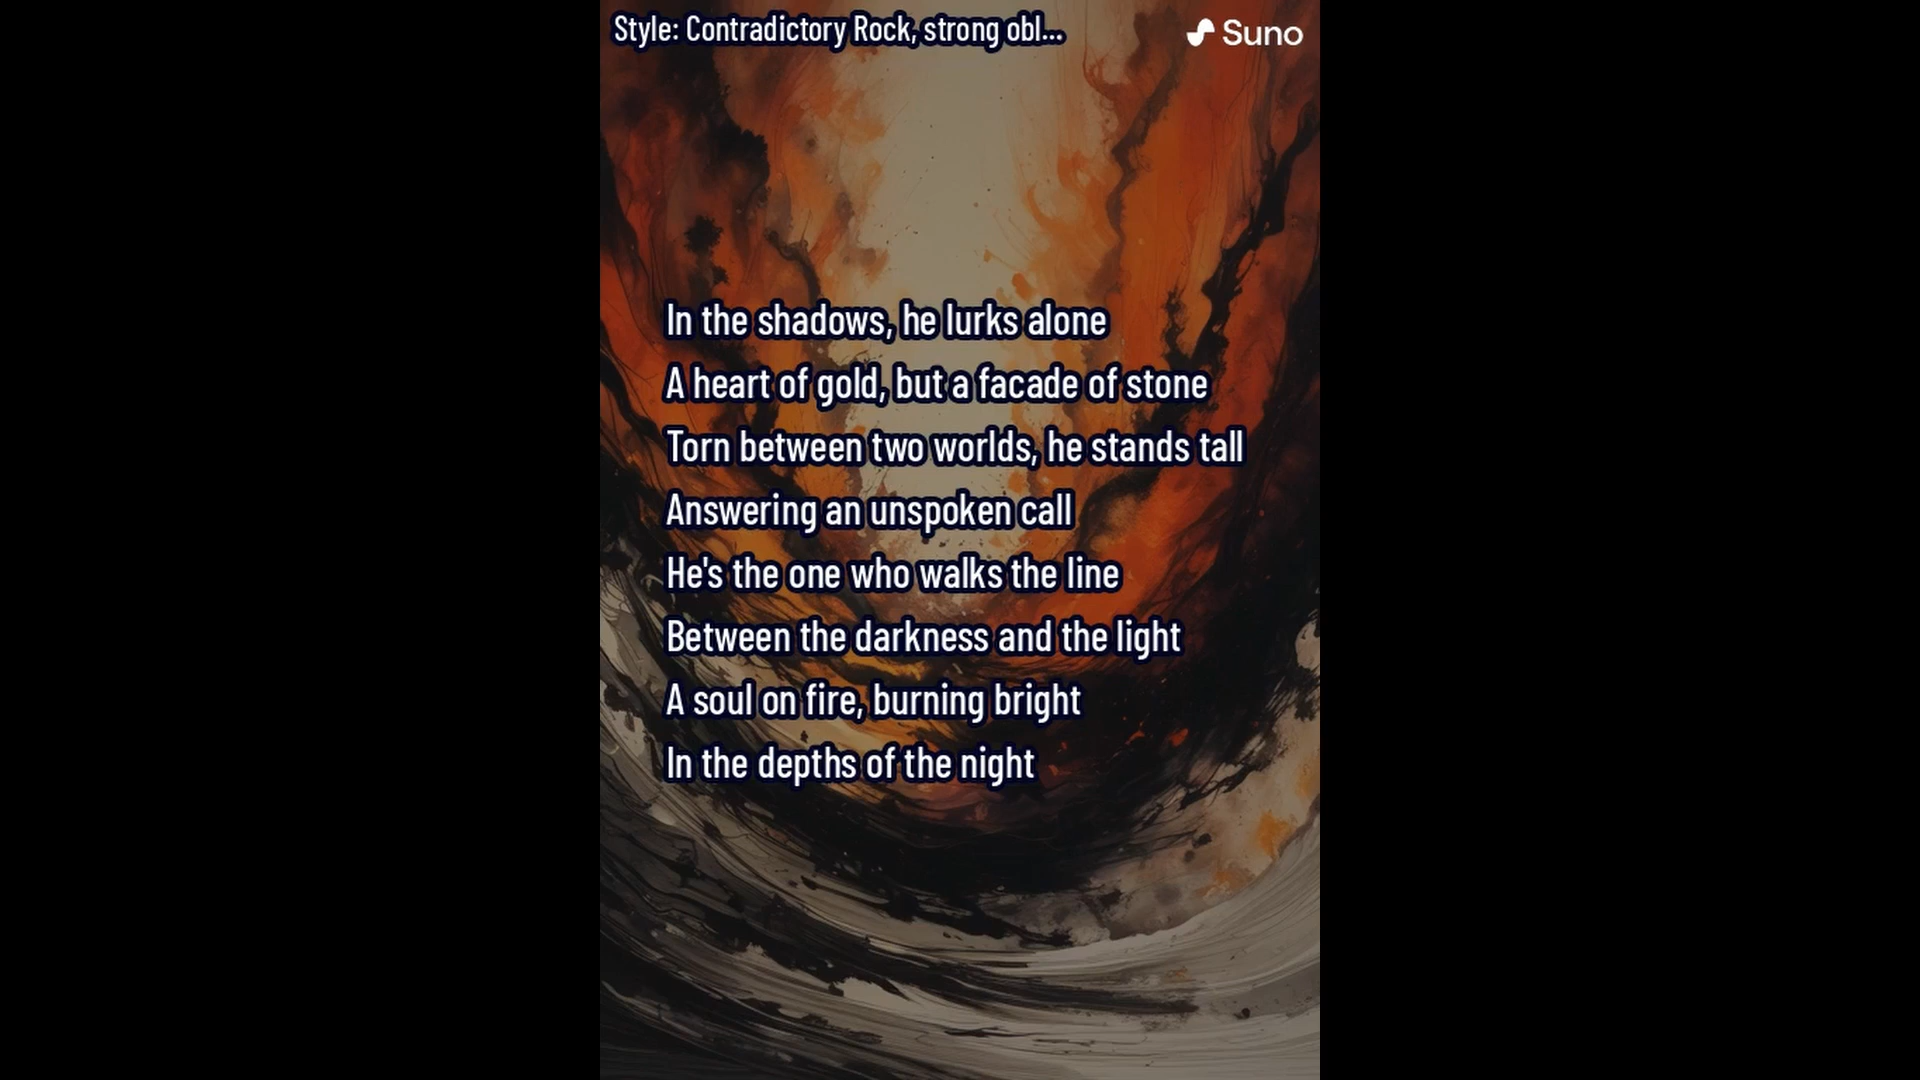 Style: Contradictory Rock, strong obl...
Suno
In the shadows, he lurks alone
A heart of gold, but a facade of stone
Torn between two worlds, he stands tall
Answering an unspoken call
He's the one who walks the line
Between the darkness and the light
A soul on fire, burning bright
In the depths of the night